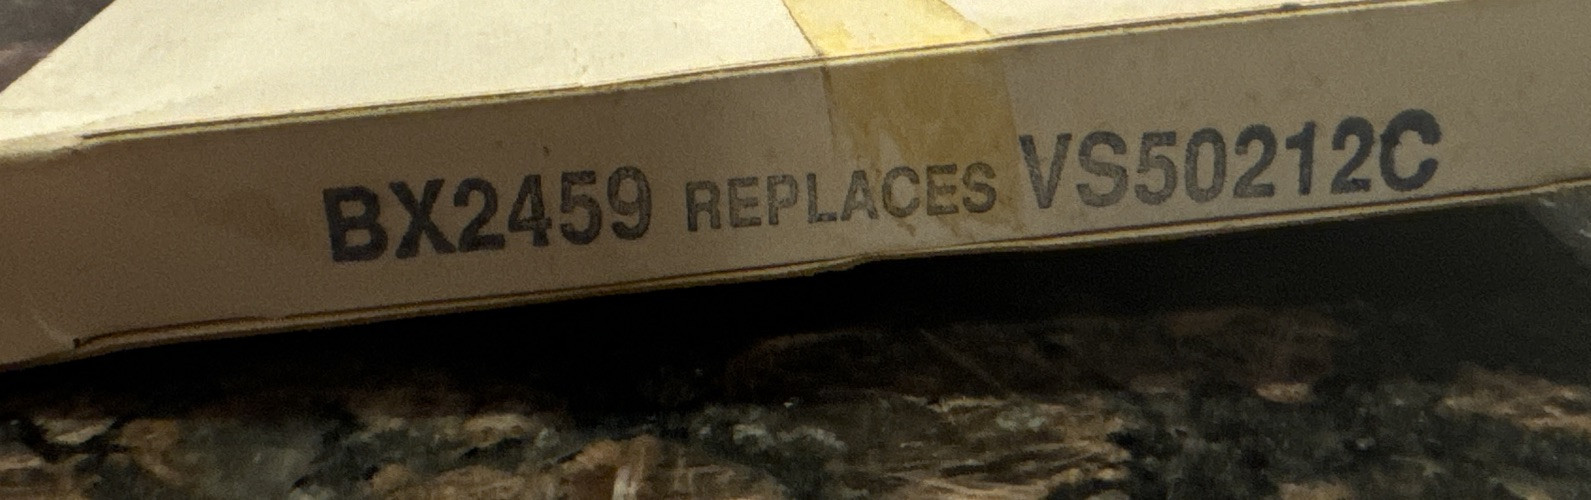 BX2459 REPLACES VS50212C